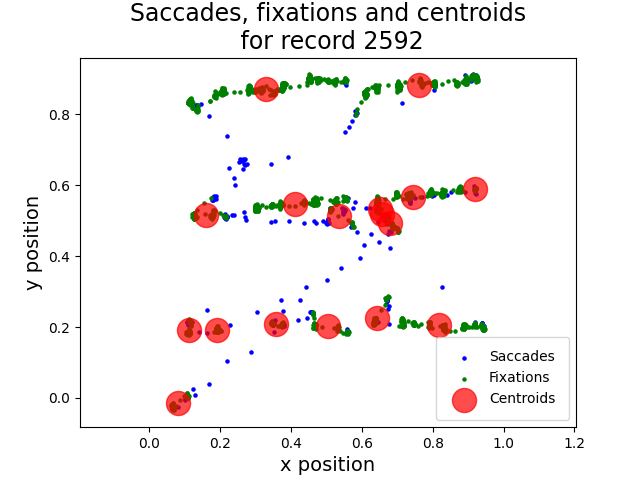 Saccades, fixations and centroids
for record 2592
y position
0.8
0.6
0.4
0.2
0.0
Saccades
Fixations
Centroids
0.0 0.2 0.4 0.6 0.8 1.0 1.2
x position